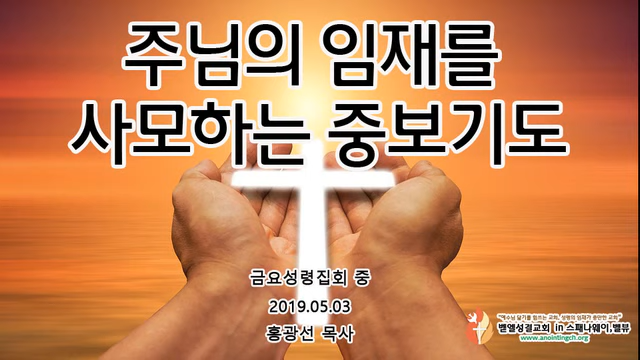 주님의 임재를
사모하는 중보기도
금요성령집회 중
2019.05.03
홍광선 목사
"예수님 닮기를 힘쓰는 교회, 성령의 임재가 충만한 교회"
벧엘성결교회 in 스패나웨이,벨뷰
www.anointingch.org